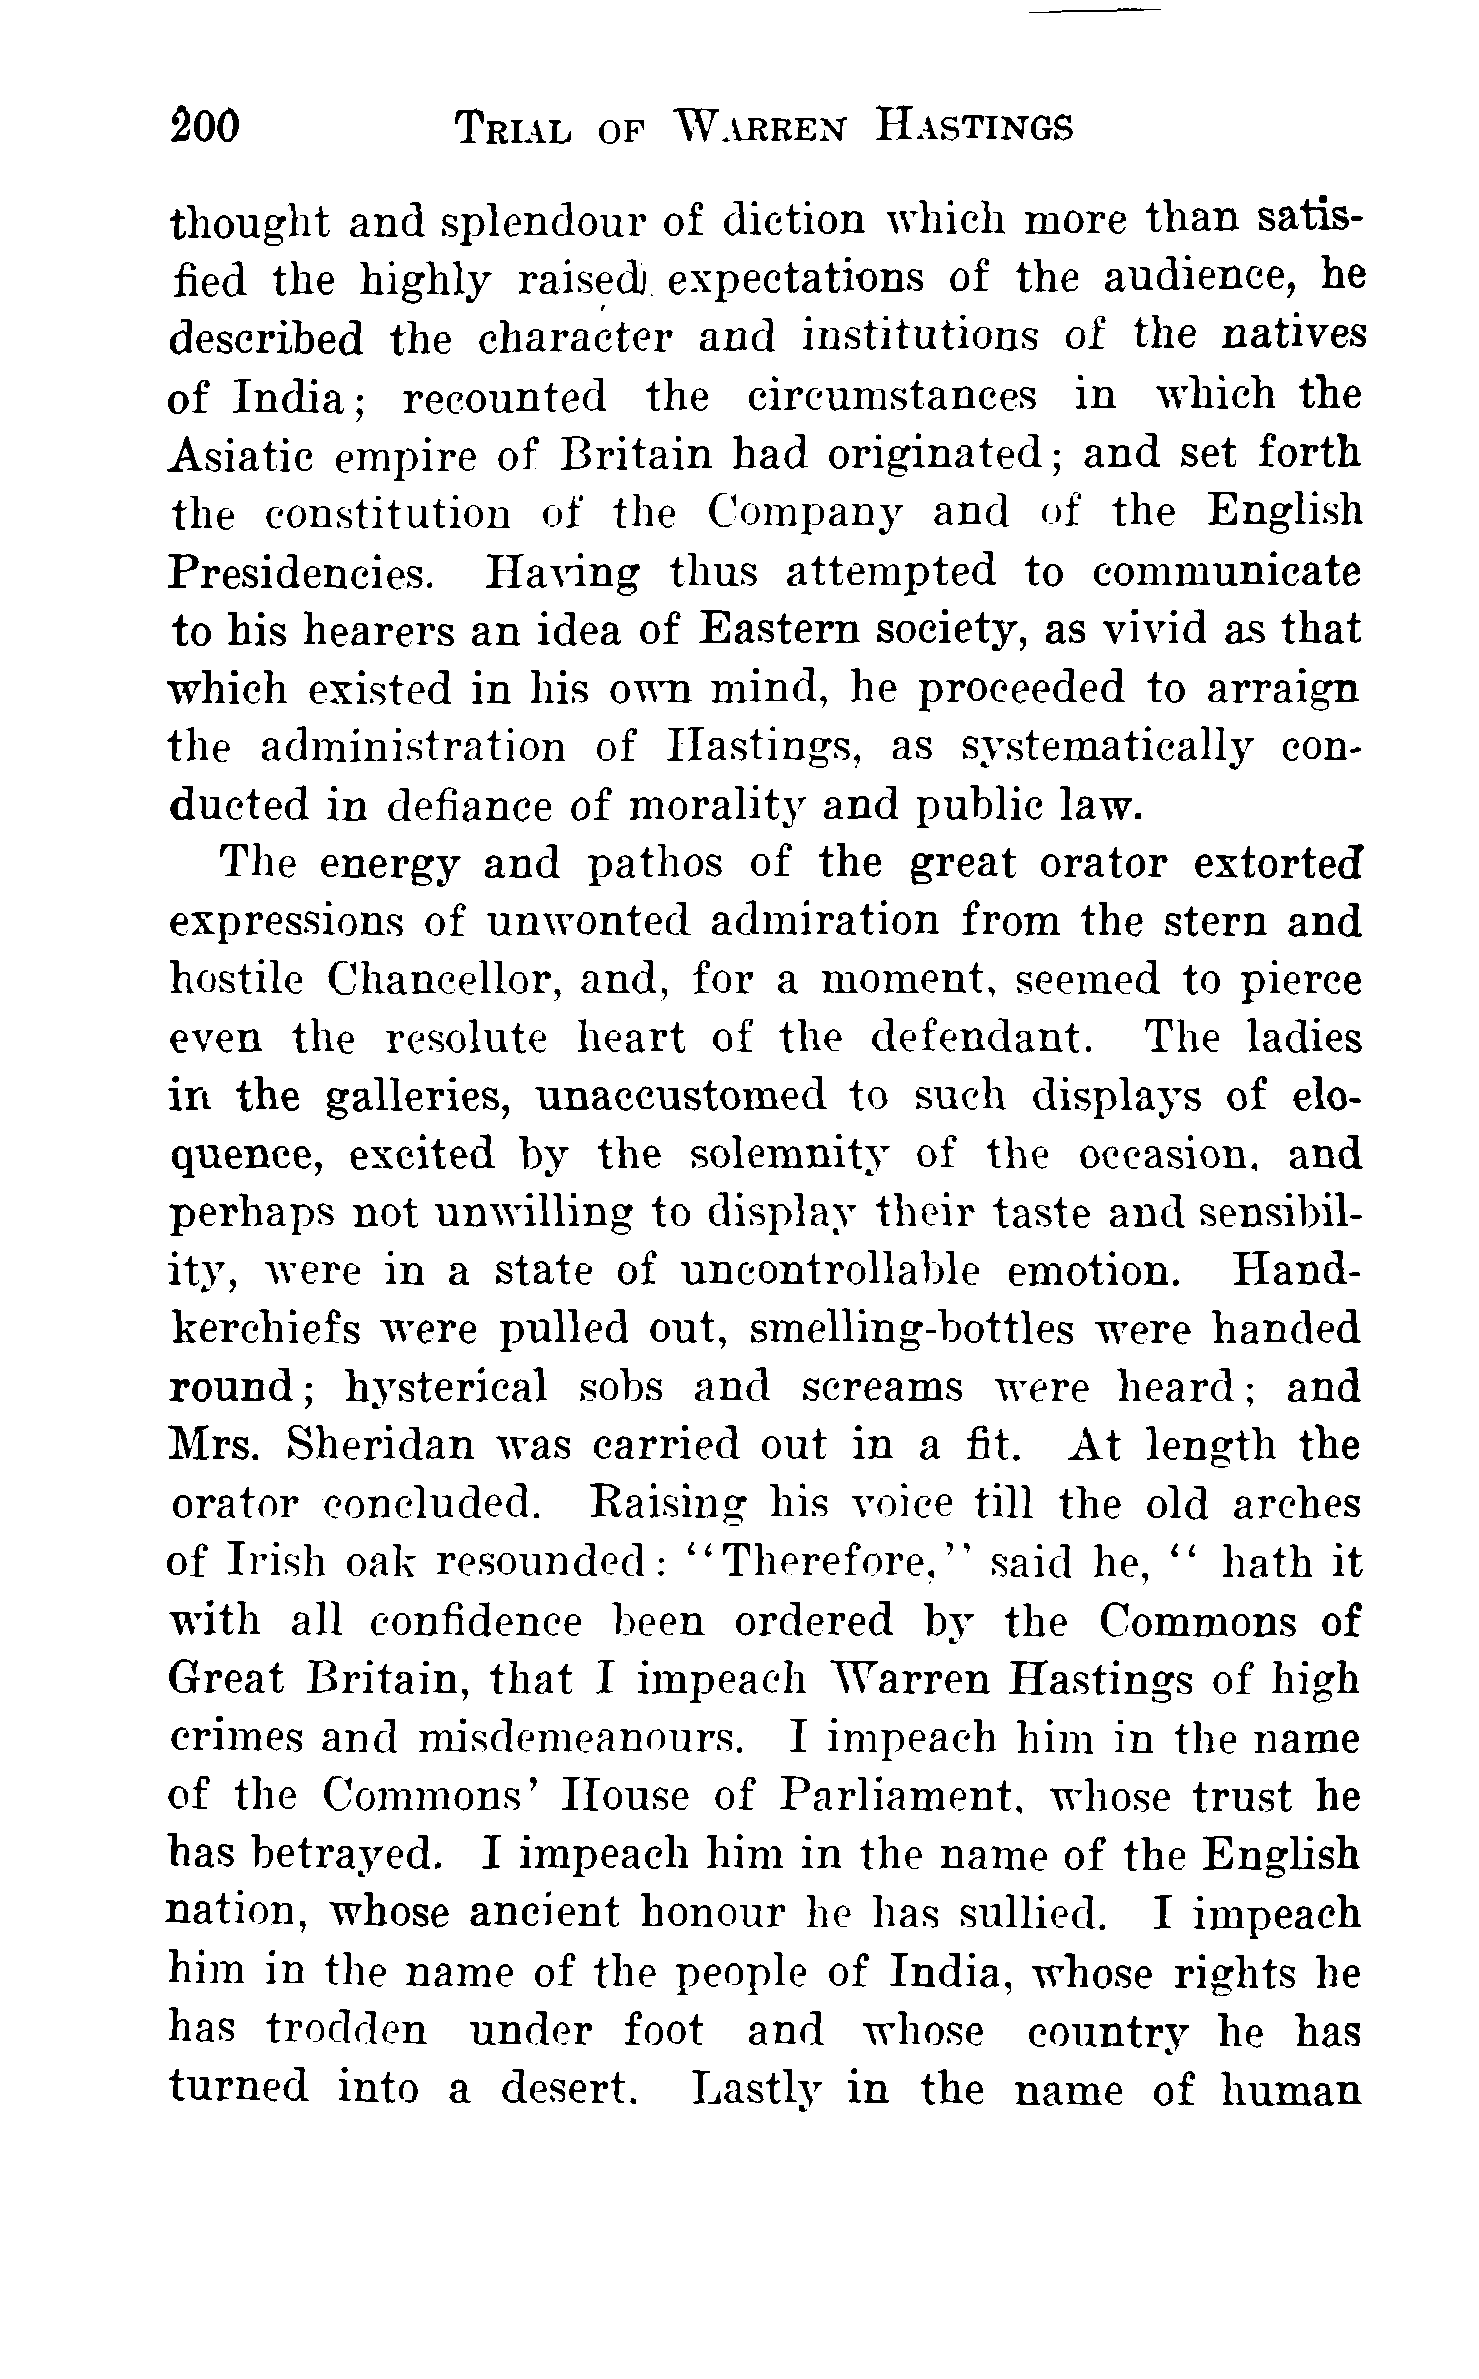 200 TRIAL OF WARREN HASTINGS
thought and splendour of diction which more than satis-
fied the highly raised expectations of the audience, he
described the character and institutions of the natives
of India; recounted the circumstances in which the
Asiatic empire of Britain had originated; and set forth
the constitution of the Company and of the English
Presidencies. Having thus attempted to communicate
to his hearers an idea of Eastern society, as vivid as that
which existed in his own mind, he proceeded to arraign
the administration of Hastings, as systematically con-
ducted in defiance of morality and public law.
The energy and pathos of the great orator extorted
expressions of unwonted admiration from the stern and
hostile Chancellor, and, for a moment, seemed to pierce
even the resolute heart of the defendant. The ladies
in the galleries, unaccustomed to such displays of elo-
quence, excited by the solemnity of the occasion, and
perhaps not unwilling to display their taste and sensibil-
ity, were in a state of uncontrollable emotion. Hand-
kerchiefs were pulled out, smelling-bottles were handed
round; hysterical sobs and screams were heard; and
Mrs. Sheridan was carried out in a fit. At length the
orator concluded. Raising his voice till the old arches
of Irish oak resounded: "Therefore," said he, " hath it
with all confidence been ordered by the Commons of
Great Britain, that I impeach Warren Hastings of high
crimes and misdemeanours. I impeach him in the name
of the Commons' House of Parliament, whose trust he
has betrayed. I impeach him in the name of the English
nation, whose ancient honour he has sullied. I impeach
him in the name of the people of India, whose rights he
has trodden under foot and whose country he has
turned into a desert. Lastly in the name of human